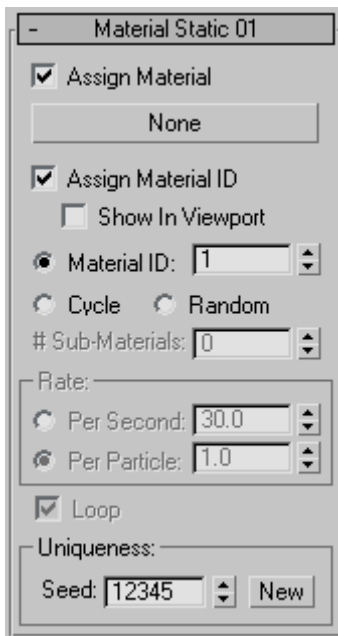 - Material Static 01
Assign Material
None
Assign Material ID
Show In Viewport
Material ID: 1
Cycle Random
# Sub-Materials: 0
Rate:
Per Second: 30.0
Per Particle: 1.0
Loop
Uniqueness:
Seed: 12345 New